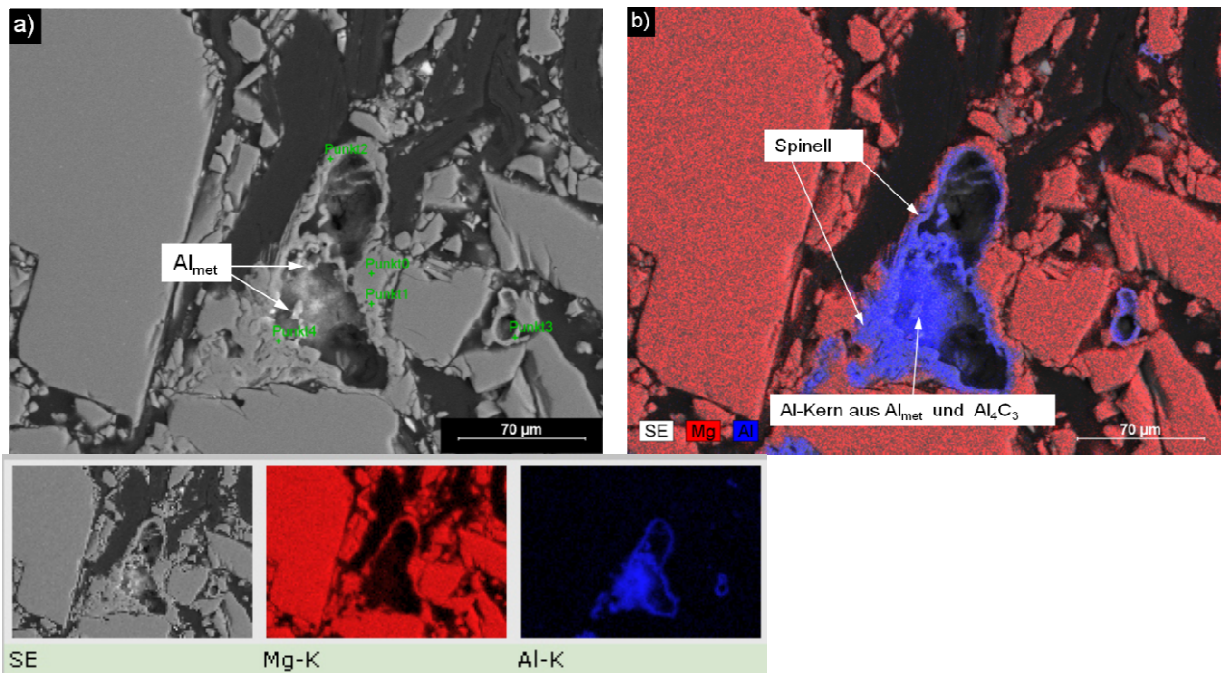 a)
Punkt2
Al_met
Punkt1
Punkt4
Punkt3
70 µm
b)
Spinell
Al-Kern aus Al_met und Al₄C₃
SE Mg Al
70 µm
SE
Mg-K
Al-K